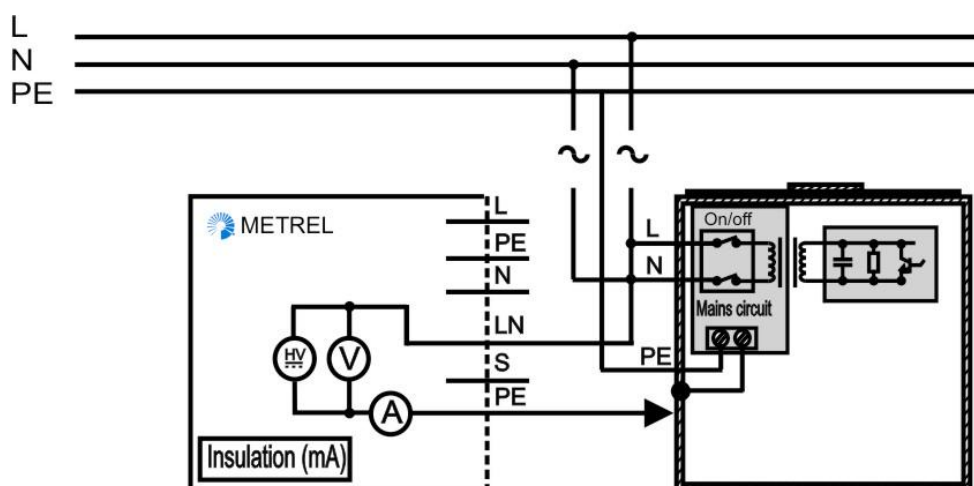 L
N
PE
METREL
L
PE
N
LN
S
PE
HV
V
A
Insulation (mA)
On/off
L
N
Mains circuit
PE